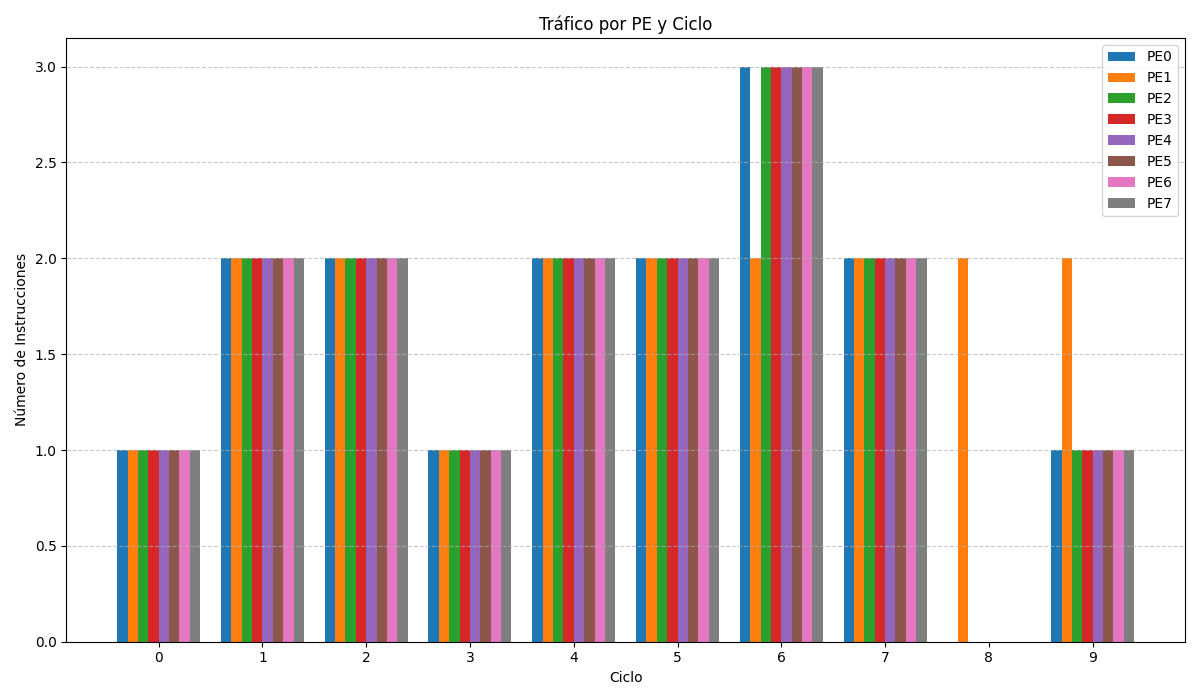 Tráfico por PE y Ciclo
Número de Instrucciones
3.0
2.5
2.0
1.5
1.0
0.5
0.0
0 1 2 3 4 5 6 7 8 9
Ciclo
PE0
PE1
PE2
PE3
PE4
PE5
PE6
PE7